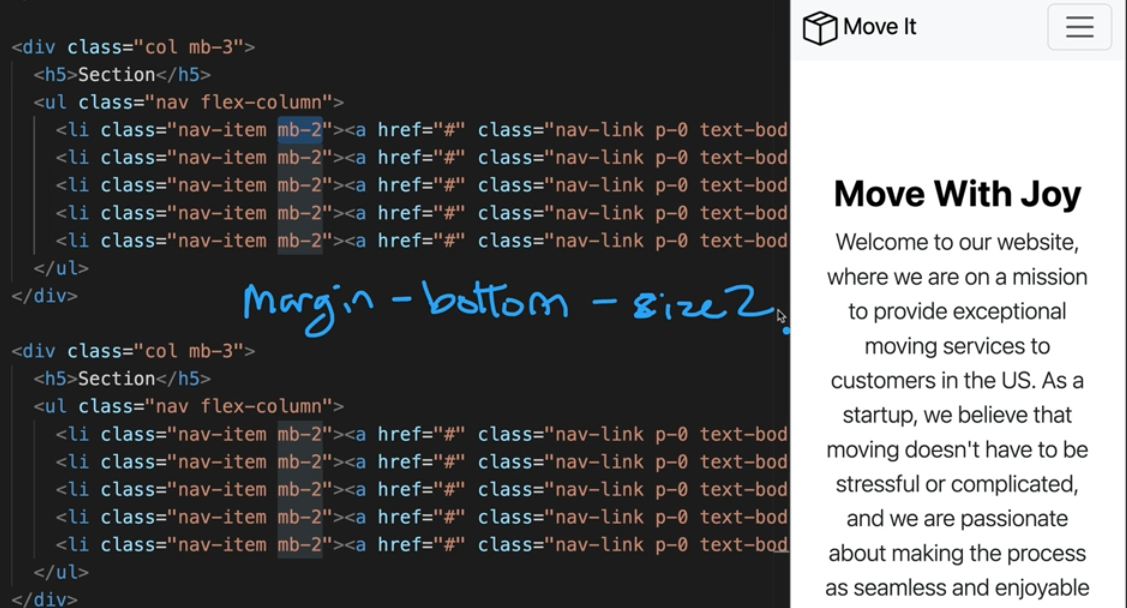 <div class="col mb-3">
<h5>Section</h5>
<ul class="nav flex-column">
<li class="nav-item mb-2"><a href="#" class="nav-link p-0 text-bod
<li class="nav-item mb-2"><a href="#" class="nav-link p-0 text-bod
<li class="nav-item mb-2"><a href="#" class="nav-link p-0 text-bod
<li class="nav-item mb-2"><a href="#" class="nav-link p-0 text-bod
<li class="nav-item mb-2"><a href="#" class="nav-link p-0 text-bod
</ul>
</div>
margin - bottom - size 2.
<div class="col mb-3">
<h5>Section</h5>
<ul class="nav flex-column">
<li class="nav-item mb-2"><a href="#" class="nav-link p-0 text-bod
<li class="nav-item mb-2"><a href="#" class="nav-link p-0 text-bod
<li class="nav-item mb-2"><a href="#" class="nav-link p-0 text-bod
<li class="nav-item mb-2"><a href="#" class="nav-link p-0 text-bod
<li class="nav-item mb-2"><a href="#" class="nav-link p-0 text-bod
</ul>
</div>
Move It
Move With Joy
Welcome to our website,
where we are on a mission
to provide exceptional
moving services to
customers in the US. As a
startup, we believe that
moving doesn't have to be
stressful or complicated,
and we are passionate
about making the process
as seamless and enjoyable